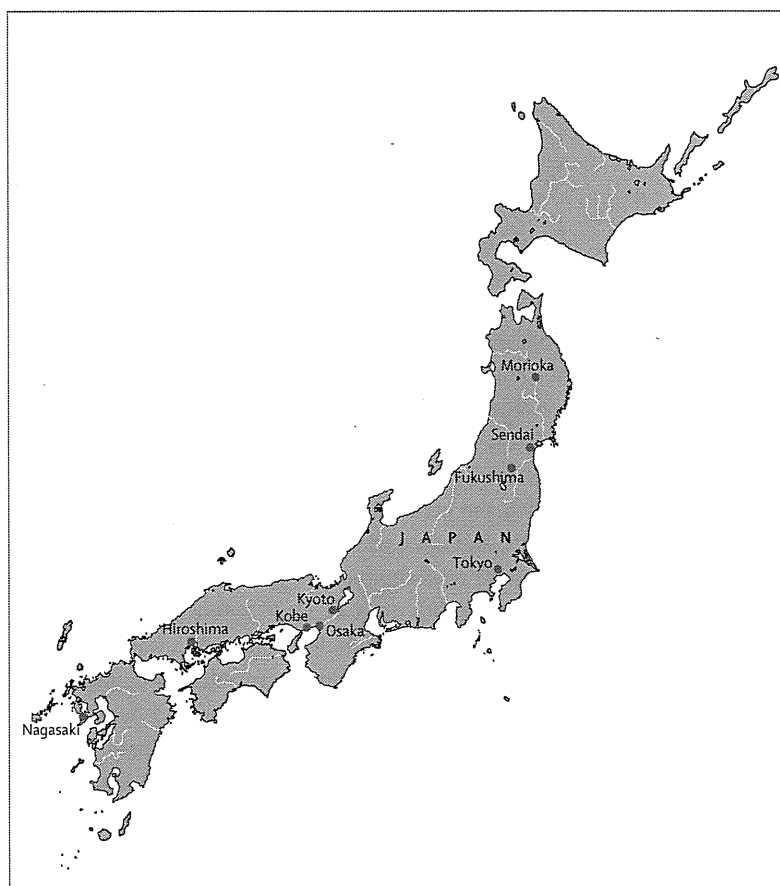 Morioka
Sendai
Fukushima
J A P A N
Tokyo
Kyoto
Kobe
Osaka
Hiroshima
Nagasaki